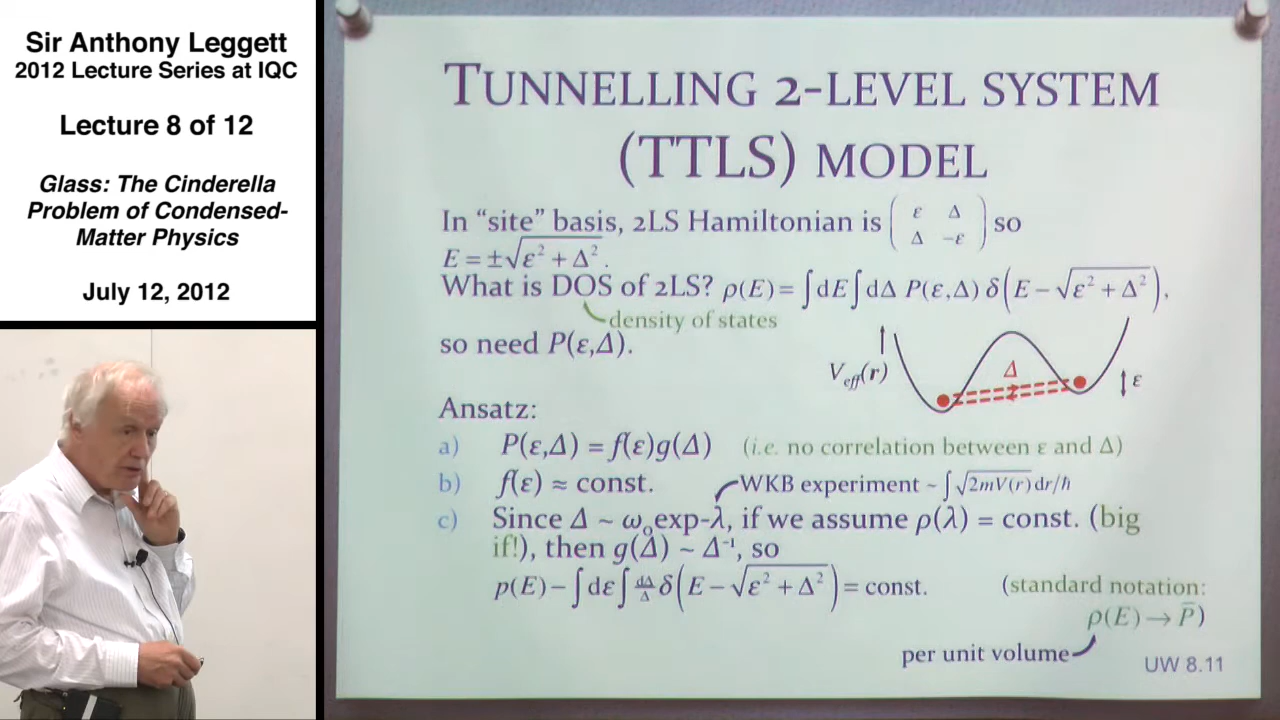 Sir Anthony Leggett
2012 Lecture Series at IQC
Lecture 8 of 12
Glass: The Cinderella
Problem of Condensed-
Matter Physics
July 12, 2012
TUNNELLING 2-LEVEL SYSTEM
(TTLS) MODEL
In “site” basis, 2LS Hamiltonian is ( ε Δ
Δ -ε ) so
E = ±√ε² + Δ² .
What is DOS of 2LS? ρ(E) = ∫dE∫dΔ P(ε,Δ) δ(E − √ε² + Δ²),
density of states
so need P(ε,Δ).
V_eff(r)
Δ
ε
Ansatz:
a) P(ε,Δ) = f(ε)g(Δ) (i.e. no correlation between ε and Δ)
b) f(ε) ≈ const. WKB experiment ~ ∫√2mV(r) dr/ħ
c) Since Δ ~ ω₀exp-λ, if we assume ρ(λ) = const. (big
if!), then g(Δ) ~ Δ⁻¹, so
p(E) − ∫dε∫ dΔ/Δ δ(E − √ε² + Δ²) = const. (standard notation:
ρ(E) → P̄)
per unit volume
UW 8.11